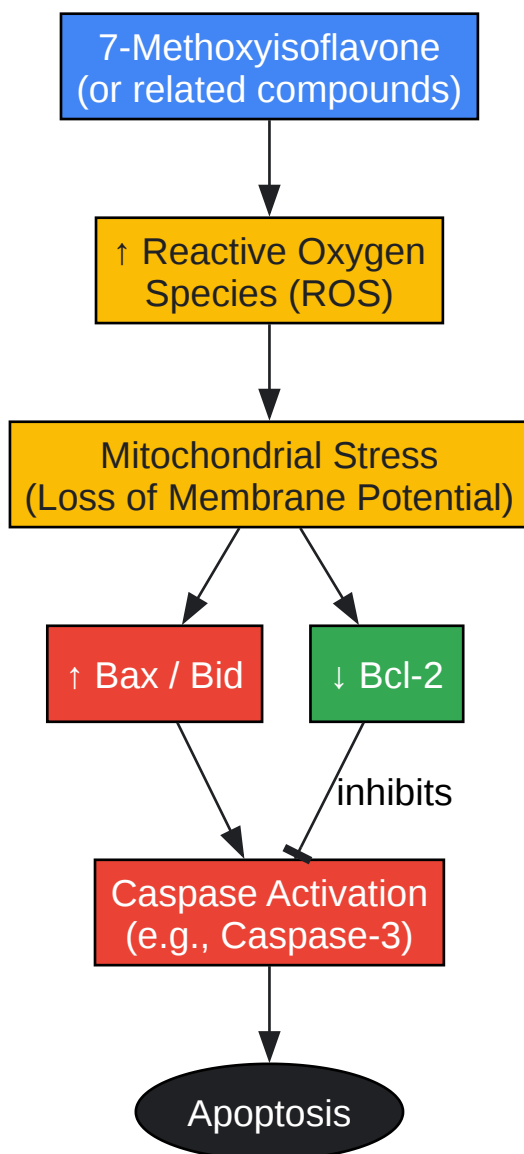 7-Methoxyisoflavone
(or related compounds)
↑ Reactive Oxygen
Species (ROS)
Mitochondrial Stress
(Loss of Membrane Potential)
↑ Bax / Bid
↓ Bcl-2
inhibits
Caspase Activation
(e.g., Caspase-3)
Apoptosis